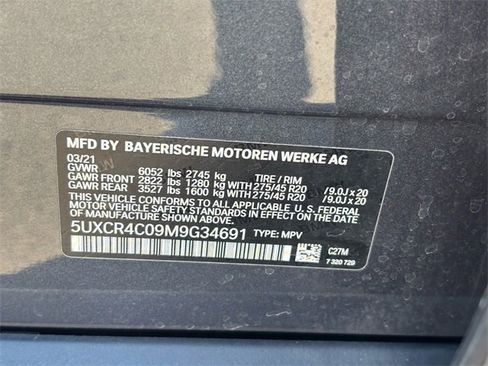 MFD BY BAYERISCHE MOTOREN WERKE AG
03/21
GVWR 6052 lbs 2745 kg TIRE / RIM
GAWR FRONT 2822 lbs 1280 kg WITH 275/45 R20 /9.0J x 20
GAWR REAR 3527 lbs 1600 kg WITH 275/45 R20 /9.0J x 20
THIS VEHICLE CONFORMS TO ALL APPLICABLE U. S. FEDERAL
MOTOR VEHICLE SAFETY STANDARDS IN EFFECT ON THE DATE
OF MANUFACTURE SHOWN ABOVE.
5UXCR4C09M9G34691 TYPE: MPV C27M
7 320 729